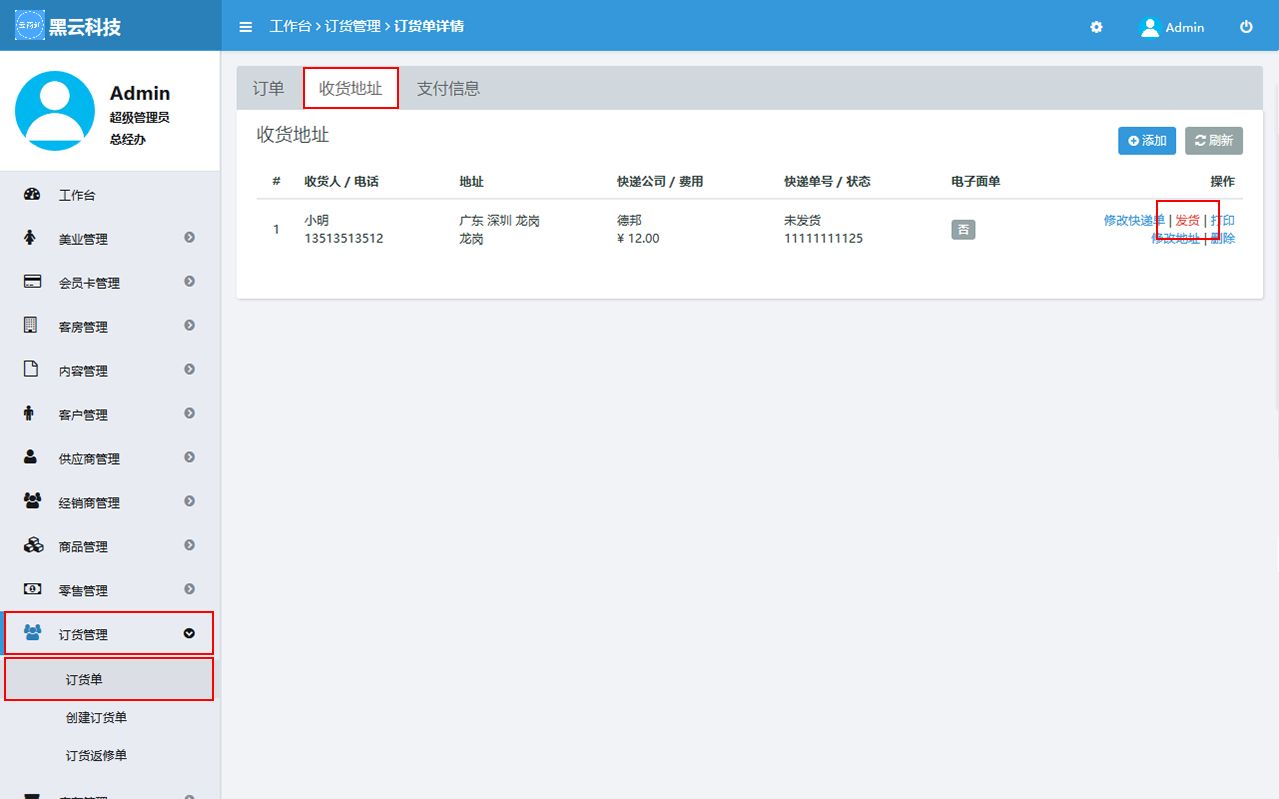 黑云科技
工作台 › 订货管理 › 订货单详情
Admin
Admin
超级管理员
总经办
工作台
美业管理
会员卡管理
客房管理
内容管理
客户管理
供应商管理
经销商管理
商品管理
零售管理
订货管理
订货单
创建订货单
订货返修单
订单 收货地址 支付信息
收货地址
添加 刷新
# 收货人 / 电话 地址 快递公司 / 费用 快递单号 / 状态 电子面单 操作
1 小明 广东 深圳 龙岗 德邦 未发货 否 修改快递单 | 发货 | 打印
13513513512 龙岗 ¥ 12.00 11111111125 修改地址 | 删除